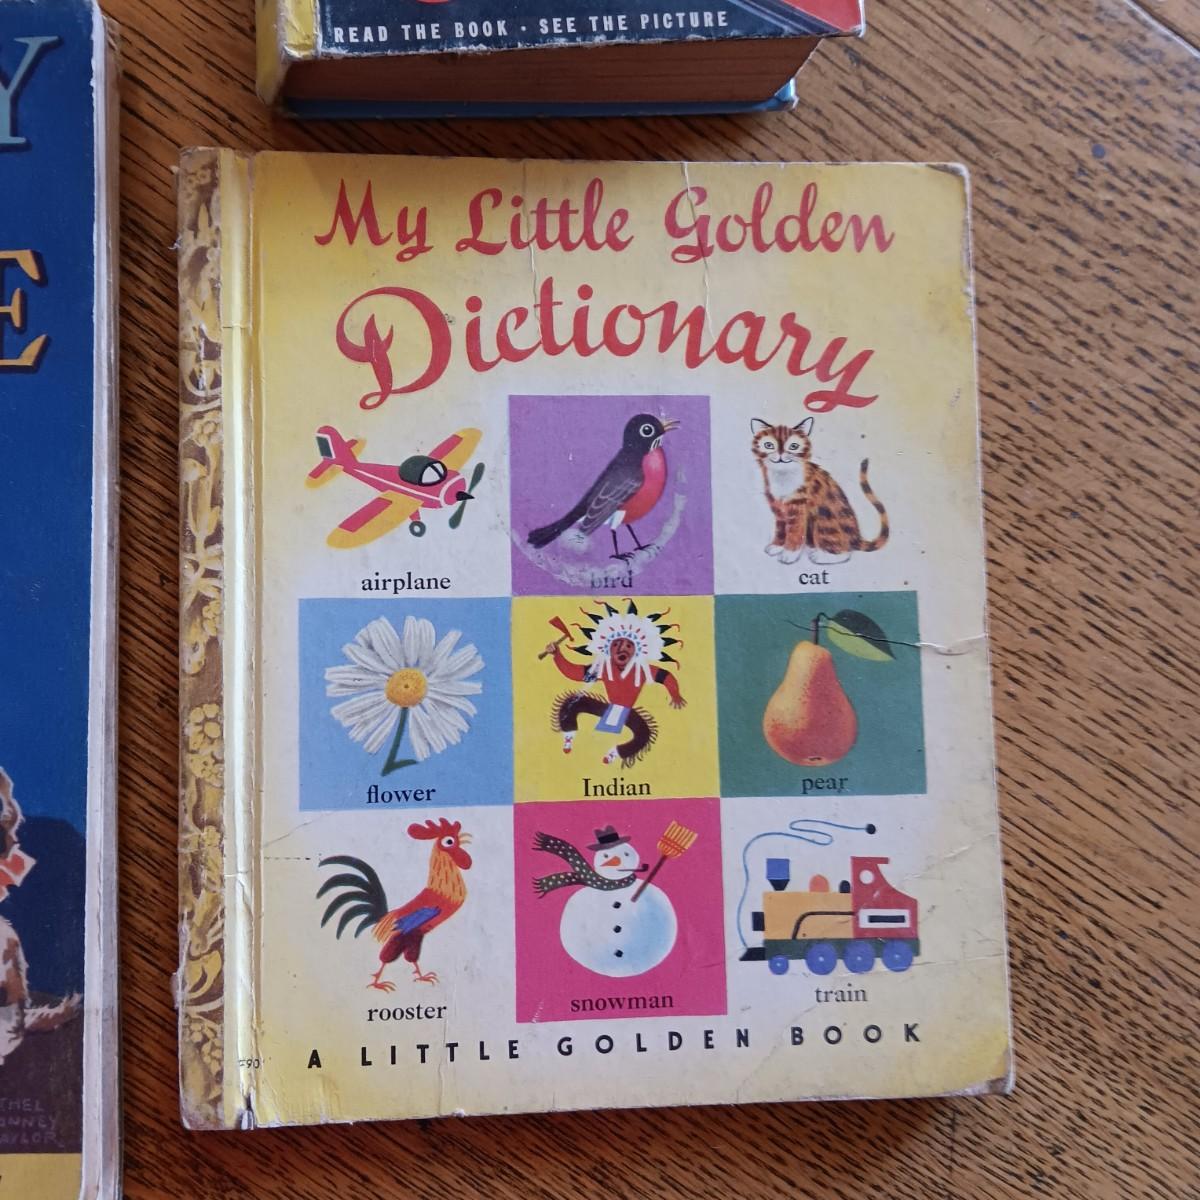 READ THE BOOK · SEE THE PICTURE
Y
E
My Little Golden
Dictionary
airplane
bird
cat
flower
Indian
pear
rooster
snowman
train
A LITTLE GOLDEN BOOK